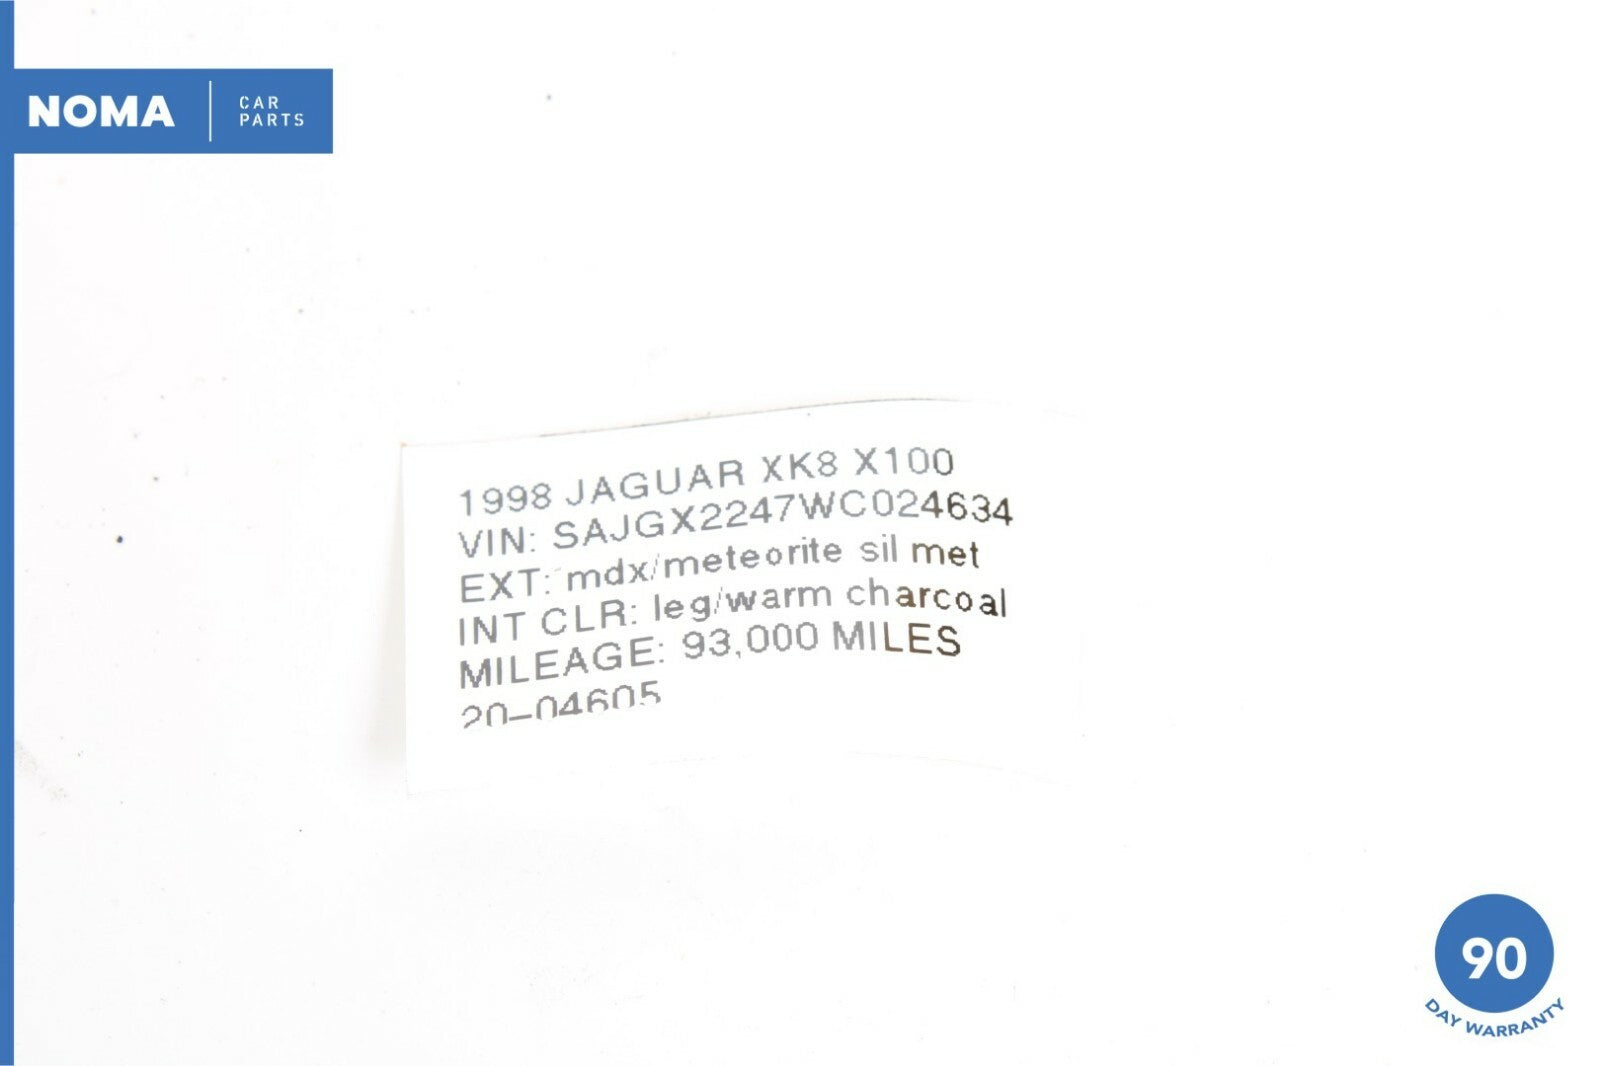 NOMA
CAR
PARTS
1998 JAGUAR XK8 X100
VIN: SAJGX2247WC024634
EXT: mdx/meteorite sil met
INT CLR: leg/warm charcoal
MILEAGE: 93,000 MILES
20-04605
90
DAY WARRANTY